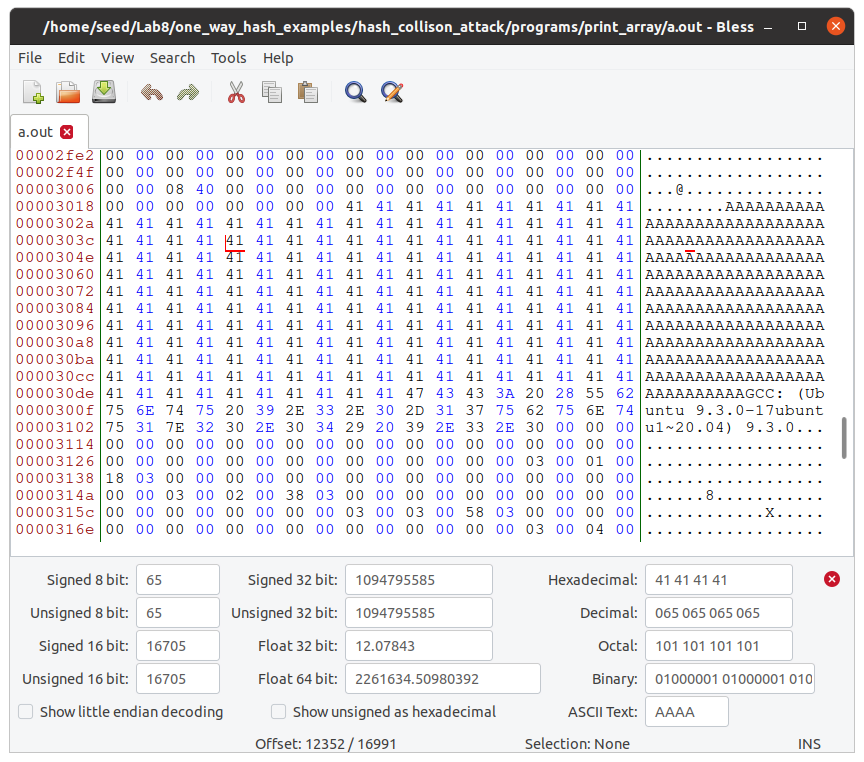 /home/seed/Lab8/one_way_hash_examples/hash_collison_attack/programs/print_array/a.out - Bless
File Edit View Search Tools Help
a.out
00002fe2 00 00 00 00 00 00 00 00 00 00 00 00 00 00 00 00 00 00 ..................
00002f4f 00 00 00 00 00 00 00 00 00 00 00 00 00 00 00 00 00 00 ..................
00003006 00 00 08 40 00 00 00 00 00 00 00 00 00 00 00 00 00 00 ...@..............
00003018 00 00 00 00 00 00 00 00 41 41 41 41 41 41 41 41 41 41 ........AAAAAAAAAA
0000302a 41 41 41 41 41 41 41 41 41 41 41 41 41 41 41 41 41 41 AAAAAAAAAAAAAAAAAA
0000303c 41 41 41 41 41 41 41 41 41 41 41 41 41 41 41 41 41 41 AAAAAAAAAAAAAAAAAA
0000304e 41 41 41 41 41 41 41 41 41 41 41 41 41 41 41 41 41 41 AAAAAAAAAAAAAAAAAA
00003060 41 41 41 41 41 41 41 41 41 41 41 41 41 41 41 41 41 41 AAAAAAAAAAAAAAAAAA
00003072 41 41 41 41 41 41 41 41 41 41 41 41 41 41 41 41 41 41 AAAAAAAAAAAAAAAAAA
00003084 41 41 41 41 41 41 41 41 41 41 41 41 41 41 41 41 41 41 AAAAAAAAAAAAAAAAAA
00003096 41 41 41 41 41 41 41 41 41 41 41 41 41 41 41 41 41 41 AAAAAAAAAAAAAAAAAA
000030a8 41 41 41 41 41 41 41 41 41 41 41 41 41 41 41 41 41 41 AAAAAAAAAAAAAAAAAA
000030ba 41 41 41 41 41 41 41 41 41 41 41 41 41 41 41 41 41 41 AAAAAAAAAAAAAAAAAA
000030cc 41 41 41 41 41 41 41 41 41 41 41 41 41 41 41 41 41 41 AAAAAAAAAAAAAAAAAA
000030de 41 41 41 41 41 41 41 41 41 41 47 43 43 3A 20 28 55 62 AAAAAAAAAAGCC: (Ub
0000300f 75 6E 74 75 20 39 2E 33 2E 30 2D 31 37 75 62 75 6E 74 untu 9.3.0-17ubunt
00003102 75 31 7E 32 30 2E 30 34 29 20 39 2E 33 2E 30 00 00 00 u1~20.04) 9.3.0...
00003114 00 00 00 00 00 00 00 00 00 00 00 00 00 00 00 00 00 00 ..................
00003126 00 00 00 00 00 00 00 00 00 00 00 00 00 00 03 00 01 00 ..................
00003138 18 03 00 00 00 00 00 00 00 00 00 00 00 00 00 00 00 00 ..................
0000314a 00 00 03 00 02 00 38 03 00 00 00 00 00 00 00 00 00 00 ......8...........
0000315c 00 00 00 00 00 00 00 00 03 00 03 00 58 03 00 00 00 00 ............X.....
0000316e 00 00 00 00 00 00 00 00 00 00 00 00 00 00 03 00 04 00 ..................
Signed 8 bit: 65 Signed 32 bit: 1094795585 Hexadecimal: 41 41 41 41
Unsigned 8 bit: 65 Unsigned 32 bit: 1094795585 Decimal: 065 065 065 065
Signed 16 bit: 16705 Float 32 bit: 12.07843 Octal: 101 101 101 101
Unsigned 16 bit: 16705 Float 64 bit: 2261634.50980392 Binary: 01000001 01000001 010
Show little endian decoding Show unsigned as hexadecimal ASCII Text: AAAA
Offset: 12352 / 16991 Selection: None INS